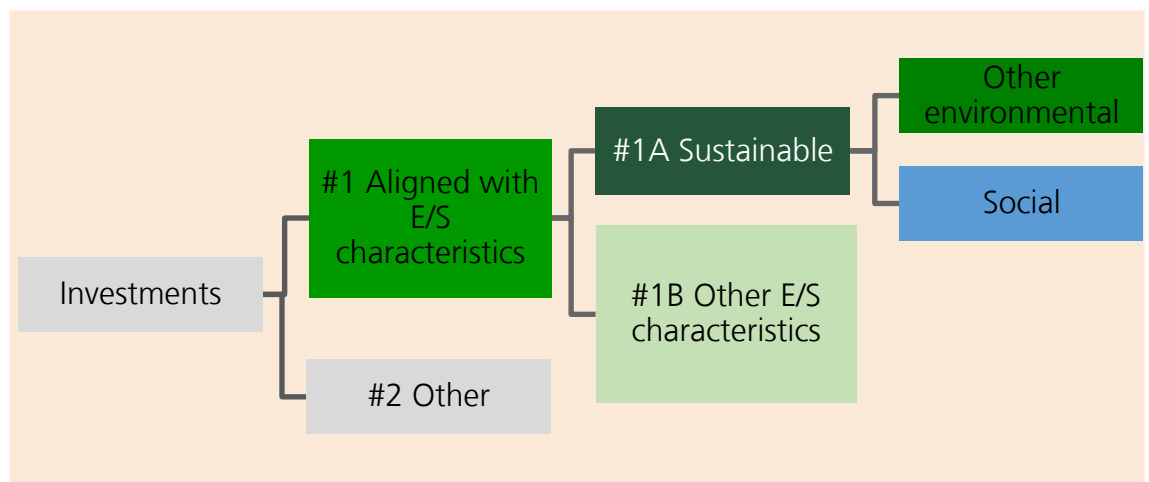 Investments
#1 Aligned with
E/S
characteristics
#2 Other
#1A Sustainable
#1B Other E/S
characteristics
Other
environmental
Social